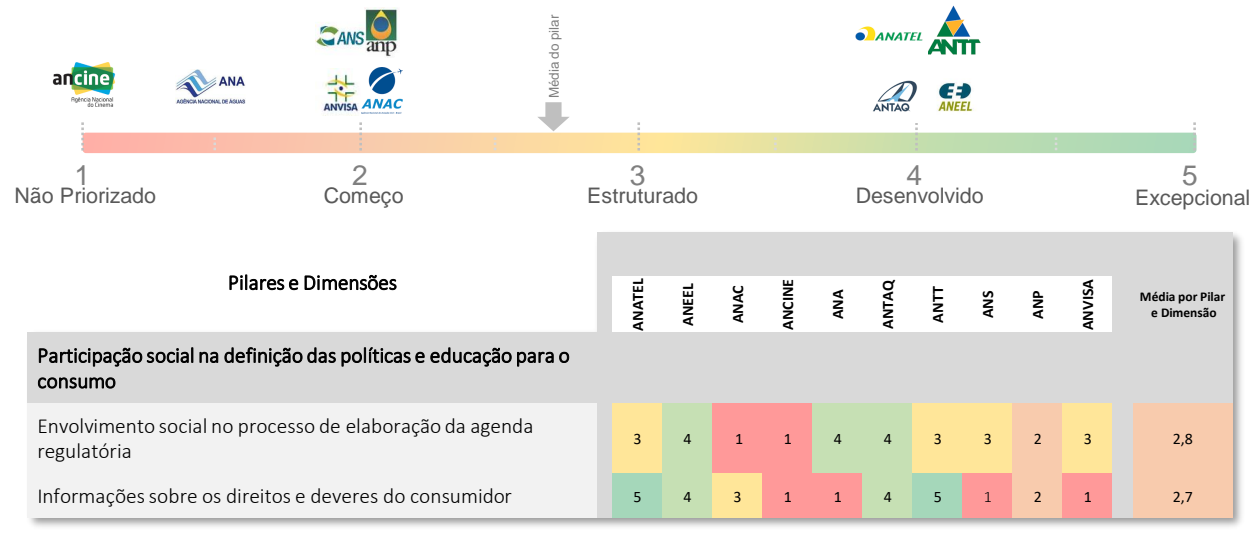 ANS
anp
ANATEL
ANTT
Média do pilar
ancine
Agência Nacional
do Cinema
ANA
AGÊNCIA NACIONAL DE ÁGUAS
ANVISA
ANAC
ANTAQ
ANEEL
1
2
3
4
5
Não Priorizado
Começo
Estruturado
Desenvolvido
Excepcional
Pilares e Dimensões
ANATEL
ANEEL
ANAC
ANCINE
ANA
ANTAQ
ANTT
ANS
ANP
ANVISA
Média por Pilar
e Dimensão
Participação social na definição das políticas e educação para o
consumo
Envolvimento social no processo de elaboração da agenda
regulatória
3 4 1 1 4 4 3 3 2 3 2,8
Informações sobre os direitos e deveres do consumidor 5 4 3 1 1 4 5 1 2 1 2,7